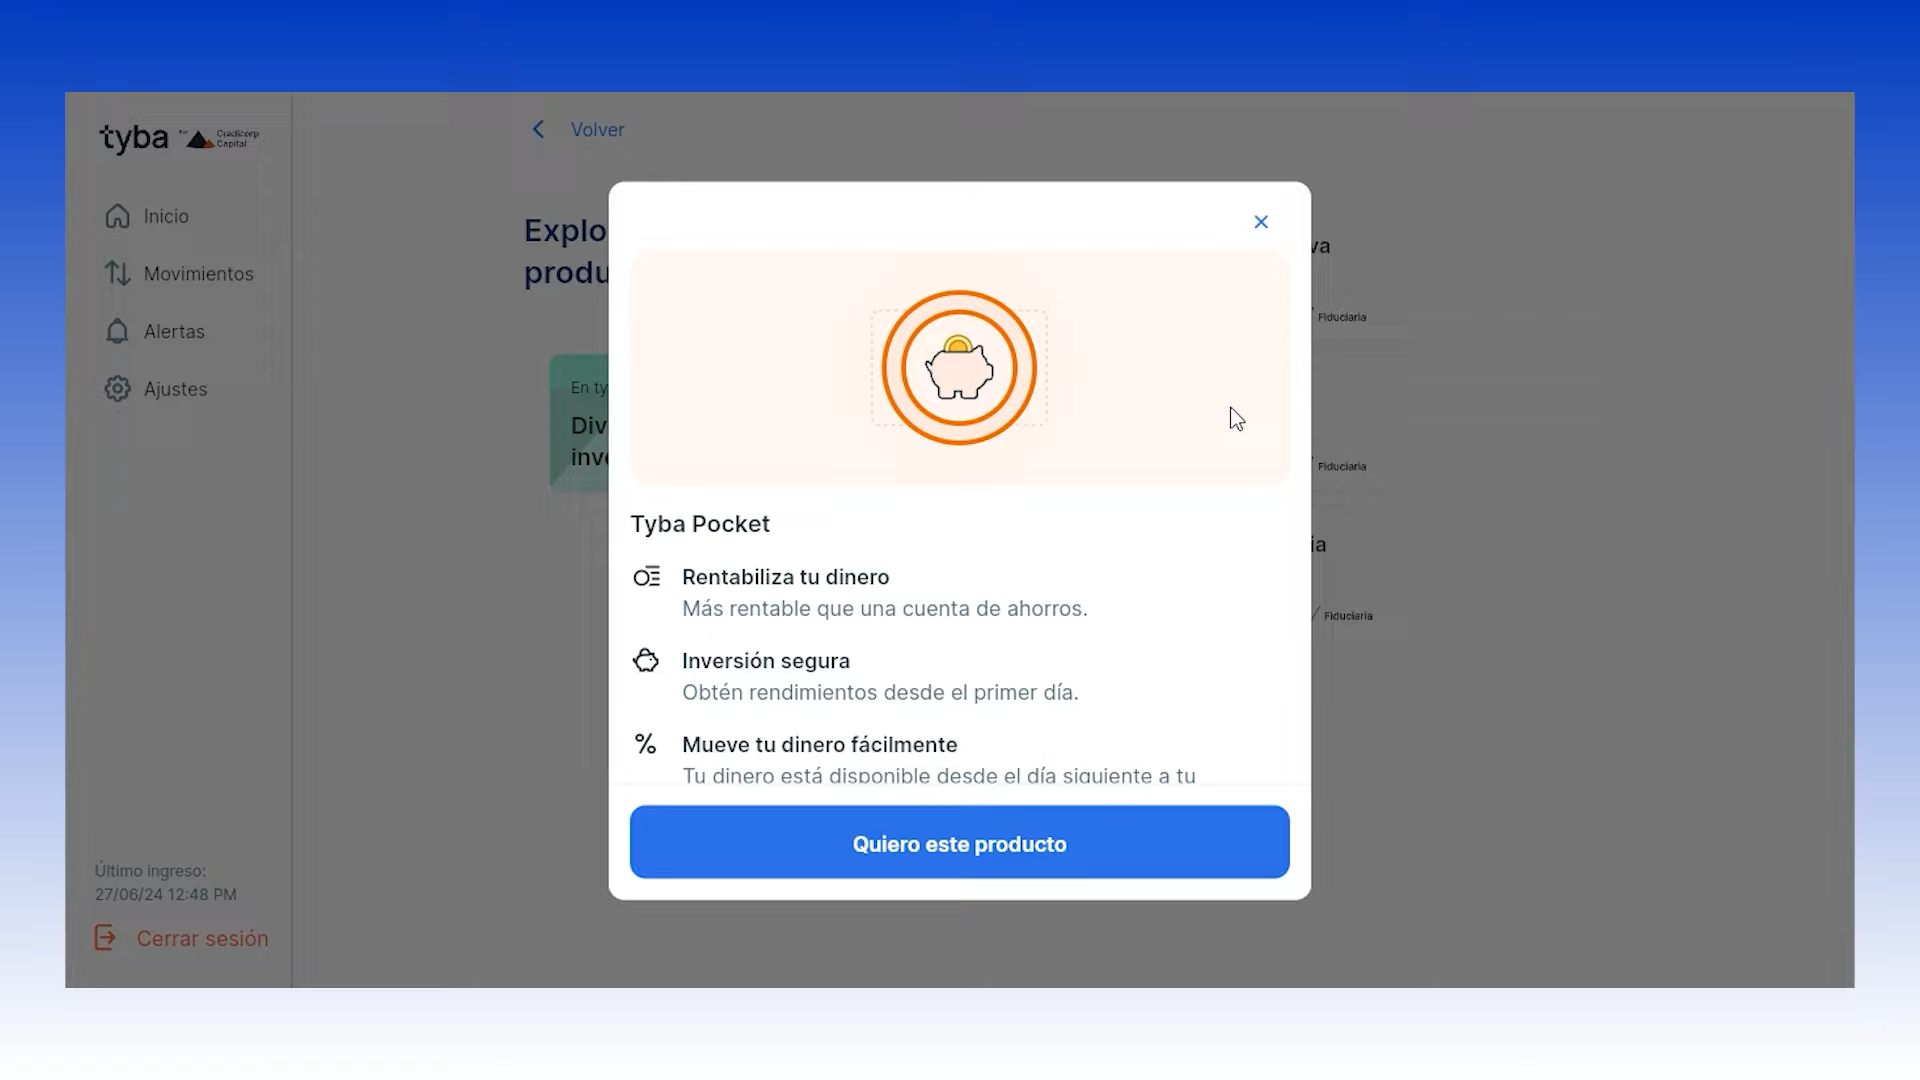 tyba
by
Credicorp
Capital
Inicio
Movimientos
Alertas
Ajustes
Último ingreso:
27/06/24 12:48 PM
Cerrar sesión
Volver
Explo
produ
En ty
Div
inve
va
Fiduciaria
Fiduciaria
ia
Fiduciaria
Tyba Pocket
Rentabiliza tu dinero
Más rentable que una cuenta de ahorros.
Inversión segura
Obtén rendimientos desde el primer día.
Mueve tu dinero fácilmente
Tu dinero está disponible desde el día siguiente a tu
Quiero este producto